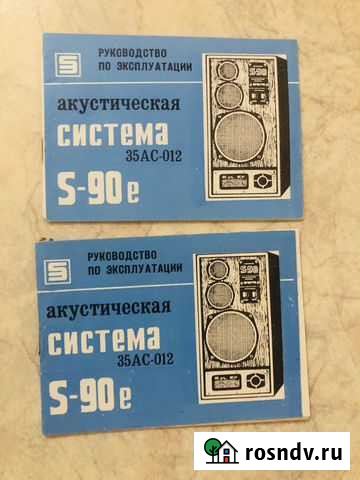 S
РУКОВОДСТВО
ПО ЭКСПЛУАТАЦИИ
акустическая
система
35АС-012
S-90е
S
РУКОВОДСТВО
ПО ЭКСПЛУАТАЦИИ
акустическая
система
35АС-012
S-90е
rosndv.ru